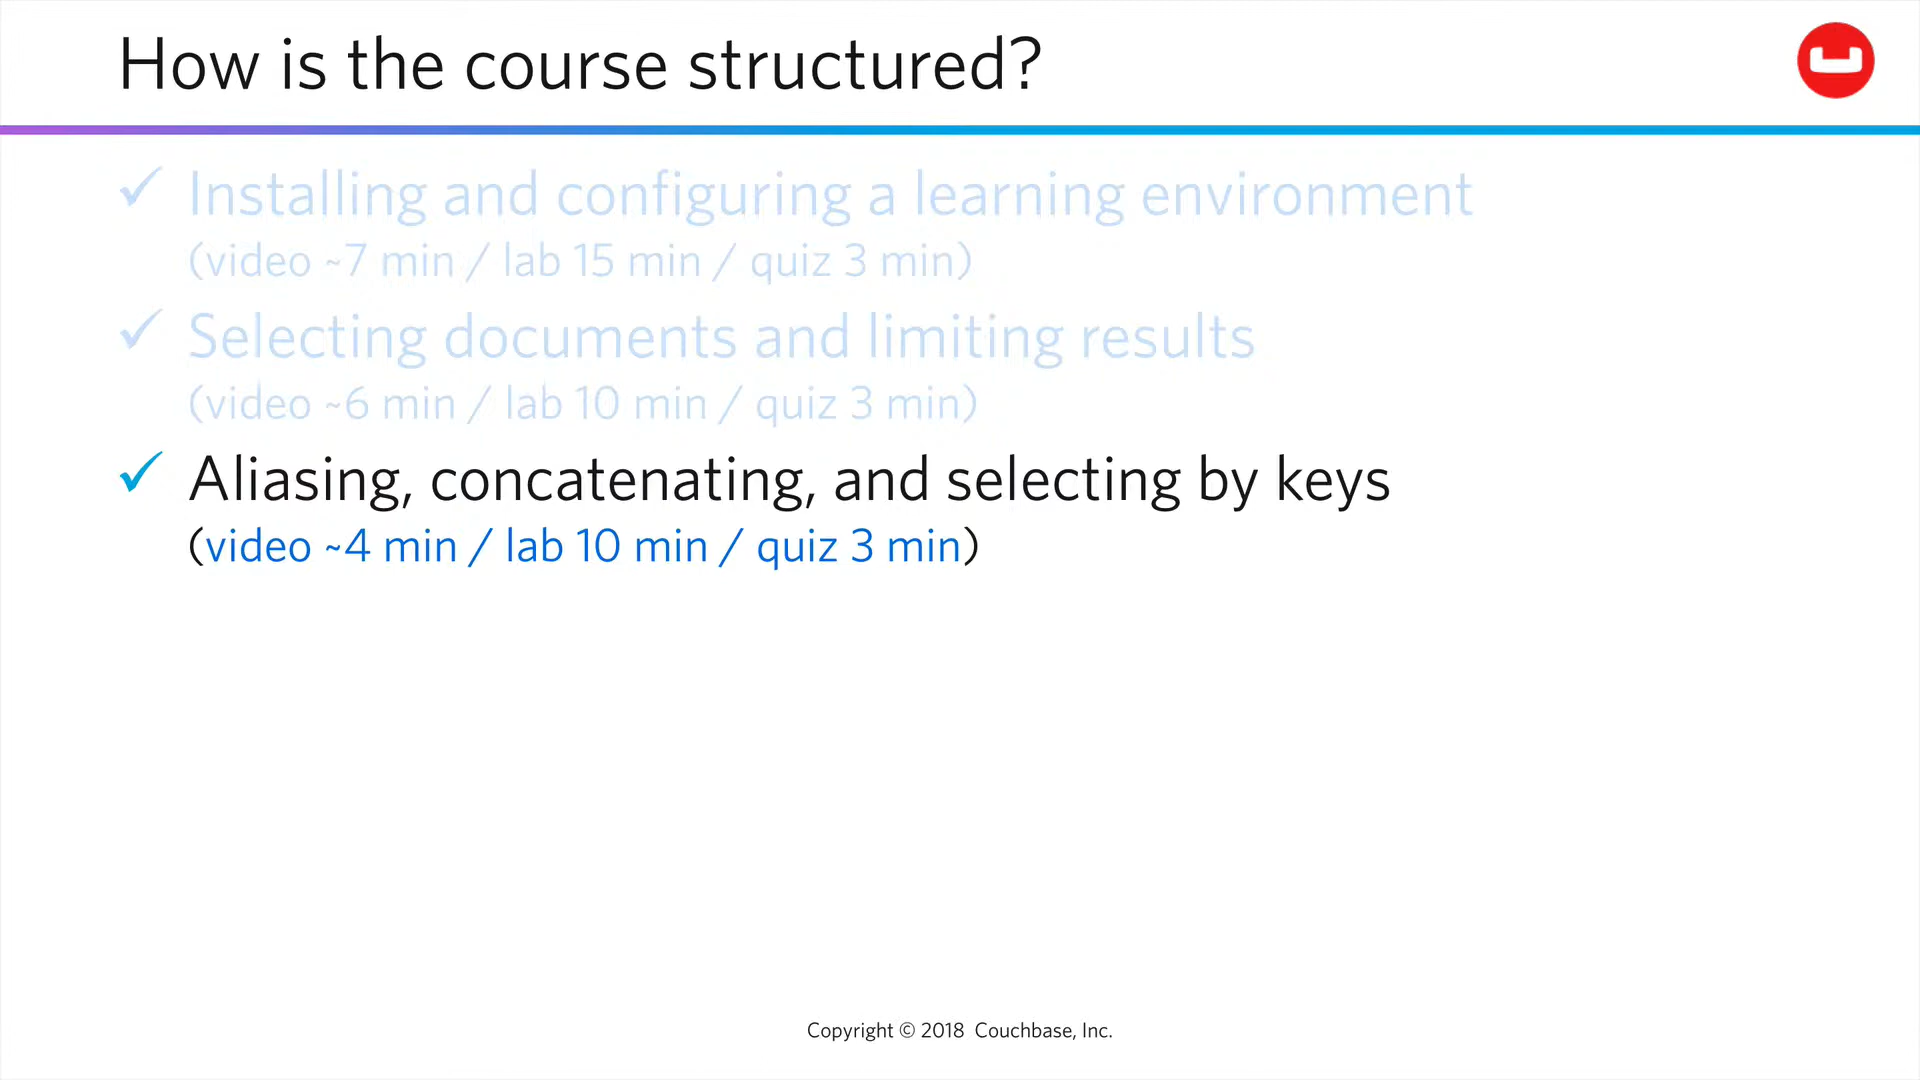 How is the course structured?
✓ Installing and configuring a learning environment
(video ~7 min / lab 15 min / quiz 3 min)
✓ Selecting documents and limiting results
(video ~6 min / lab 10 min / quiz 3 min)
✓ Aliasing, concatenating, and selecting by keys
(video ~4 min / lab 10 min / quiz 3 min)
Copyright © 2018 Couchbase, Inc.